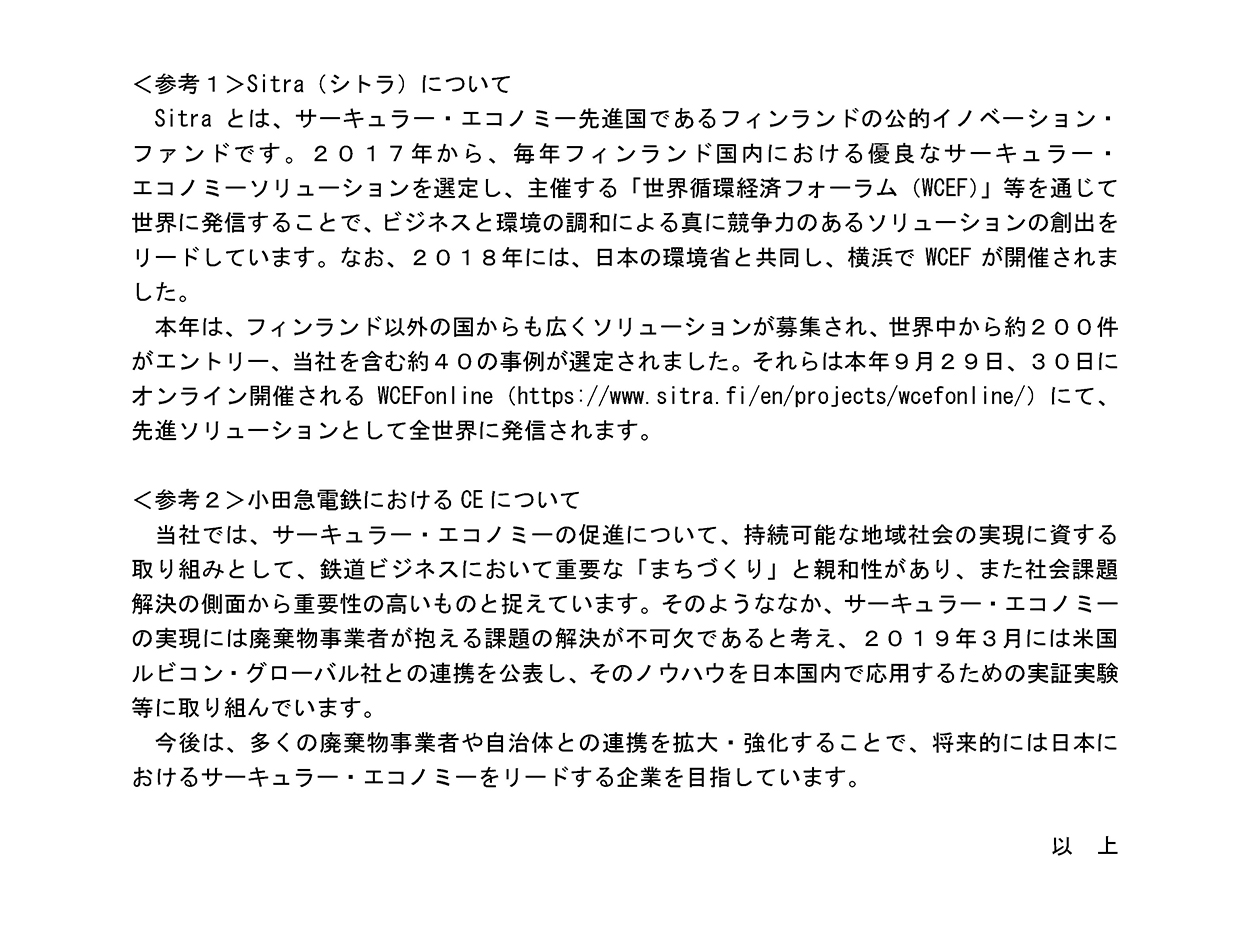 ＜参考１＞Sitra（シトラ）について
　Sitra とは、サーキュラー・エコノミー先進国であるフィンランドの公的イノベーション・
ファンドです。２０１７年から、毎年フィンランド国内における優良なサーキュラー・
エコノミーソリューションを選定し、主催する「世界循環経済フォーラム（WCEF）」等を通じて
世界に発信することで、ビジネスと環境の調和による真に競争力のあるソリューションの創出を
リードしています。なお、２０１８年には、日本の環境省と共同し、横浜で WCEF が開催されま
した。
　本年は、フィンランド以外の国からも広くソリューションが募集され、世界中から約２００件
がエントリー、当社を含む約４０の事例が選定されました。それらは本年９月２９日、３０日に
オンライン開催される WCEFonline（https://www.sitra.fi/en/projects/wcefonline/）にて、
先進ソリューションとして全世界に発信されます。
＜参考２＞小田急電鉄における CE について
　当社では、サーキュラー・エコノミーの促進について、持続可能な地域社会の実現に資する
取り組みとして、鉄道ビジネスにおいて重要な「まちづくり」と親和性があり、また社会課題
解決の側面から重要性の高いものと捉えています。そのようななか、サーキュラー・エコノミー
の実現には廃棄物事業者が抱える課題の解決が不可欠であると考え、２０１９年３月には米国
ルビコン・グローバル社との連携を公表し、そのノウハウを日本国内で応用するための実証実験
等に取り組んでいます。
　今後は、多くの廃棄物事業者や自治体との連携を拡大・強化することで、将来的には日本に
おけるサーキュラー・エコノミーをリードする企業を目指しています。
以　上